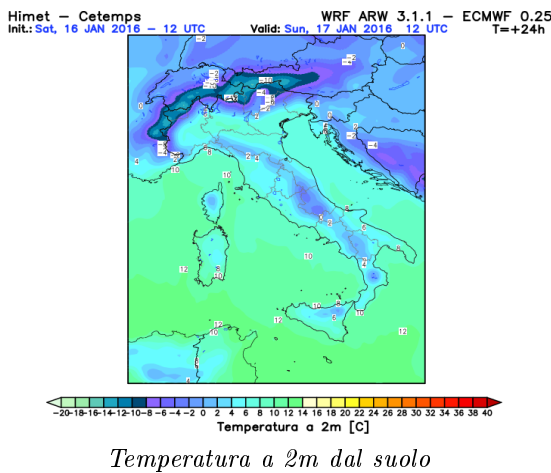 Himet – Cetemps WRF ARW 3.1.1 – ECMWF 0.25
Init.: Sat, 16 JAN 2016 – 12 UTC Valid: Sun, 17 JAN 2016 12 UTC T=+24h
-20 -18 -16 -14 -12 -10 -8 -6 -4 -2 0 2 4 6 8 10 12 14 16 18 20 22 24 26 28 30 32 34 36 38 40
Temperatura a 2m [C]
Temperatura a 2m dal suolo